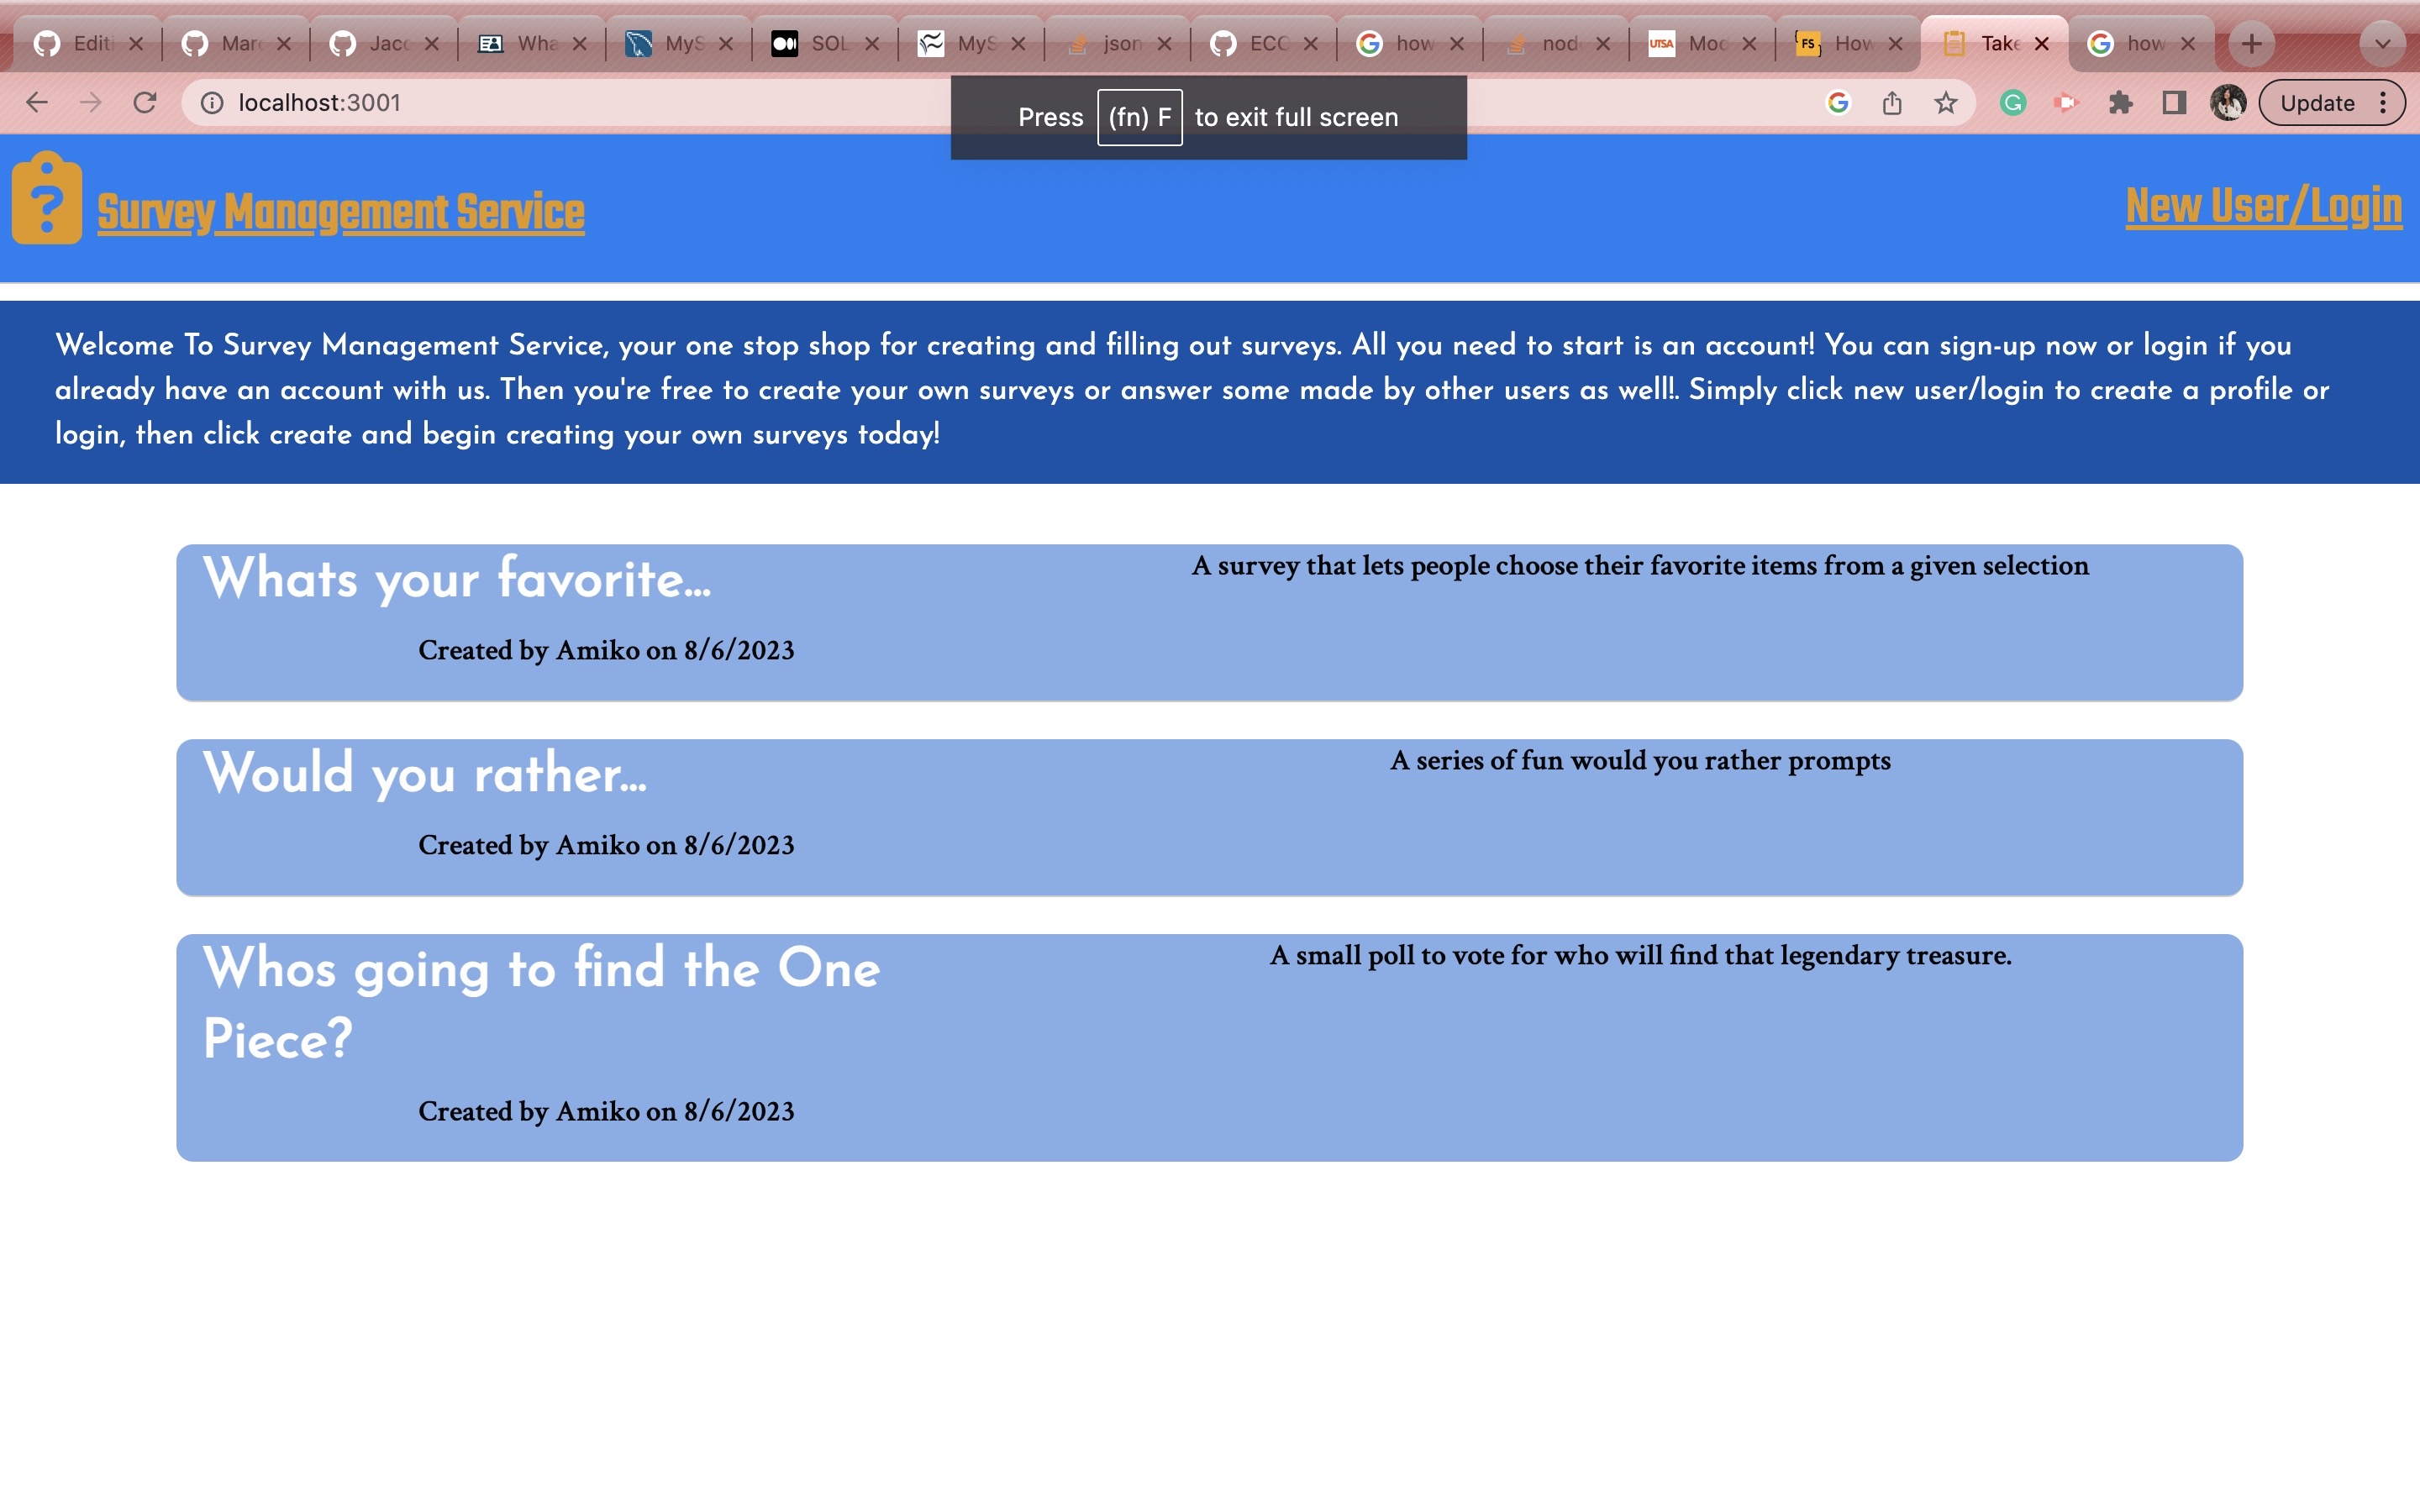 Editi Mar Jaco Wha MyS SOL MyS json ECO how nod UTSA Mod FS How Take how
localhost:3001 Update
Press (fn) F to exit full screen
Survey Management Service New User/Login
Welcome To Survey Management Service, your one stop shop for creating and filling out surveys. All you need to start is an account! You can sign-up now or login if you
already have an account with us. Then you're free to create your own surveys or answer some made by other users as well!. Simply click new user/login to create a profile or
login, then click create and begin creating your own surveys today!
Whats your favorite...
A survey that lets people choose their favorite items from a given selection
Created by Amiko on 8/6/2023
Would you rather...
A series of fun would you rather prompts
Created by Amiko on 8/6/2023
Whos going to find the One
Piece?
A small poll to vote for who will find that legendary treasure.
Created by Amiko on 8/6/2023